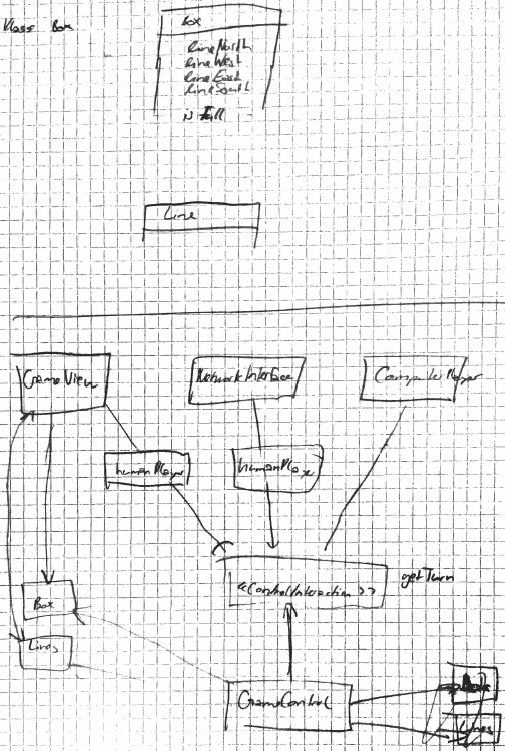 Klass Box
Box
lineNorth
lineWest
lineEast
lineSouth
isFull
Line
GameView
NetworkInterface
ComputerPlayer
humanPlayer
humanPlayer
<<ControlInteraction>>
getTurn
Box
Lines
GameControl
Lines